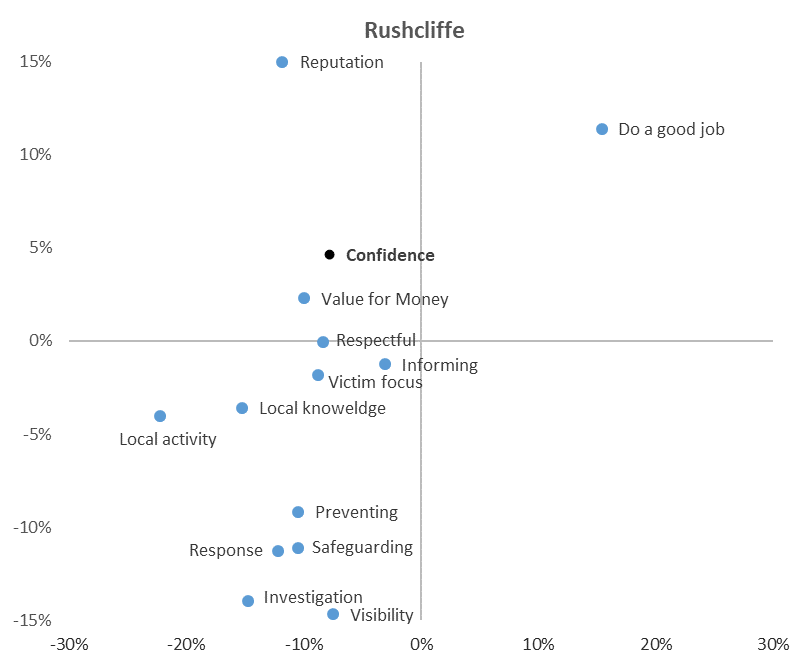 Rushcliffe
15%
Reputation
Do a good job
10%
5%
Confidence
Value for Money
0%
Respectful
Informing
Victim focus
Local knoweldge
-5%
Local activity
Preventing
-10%
Response
Safeguarding
Investigation
Visibility
-15%
-30%
-20%
-10%
0%
10%
20%
30%